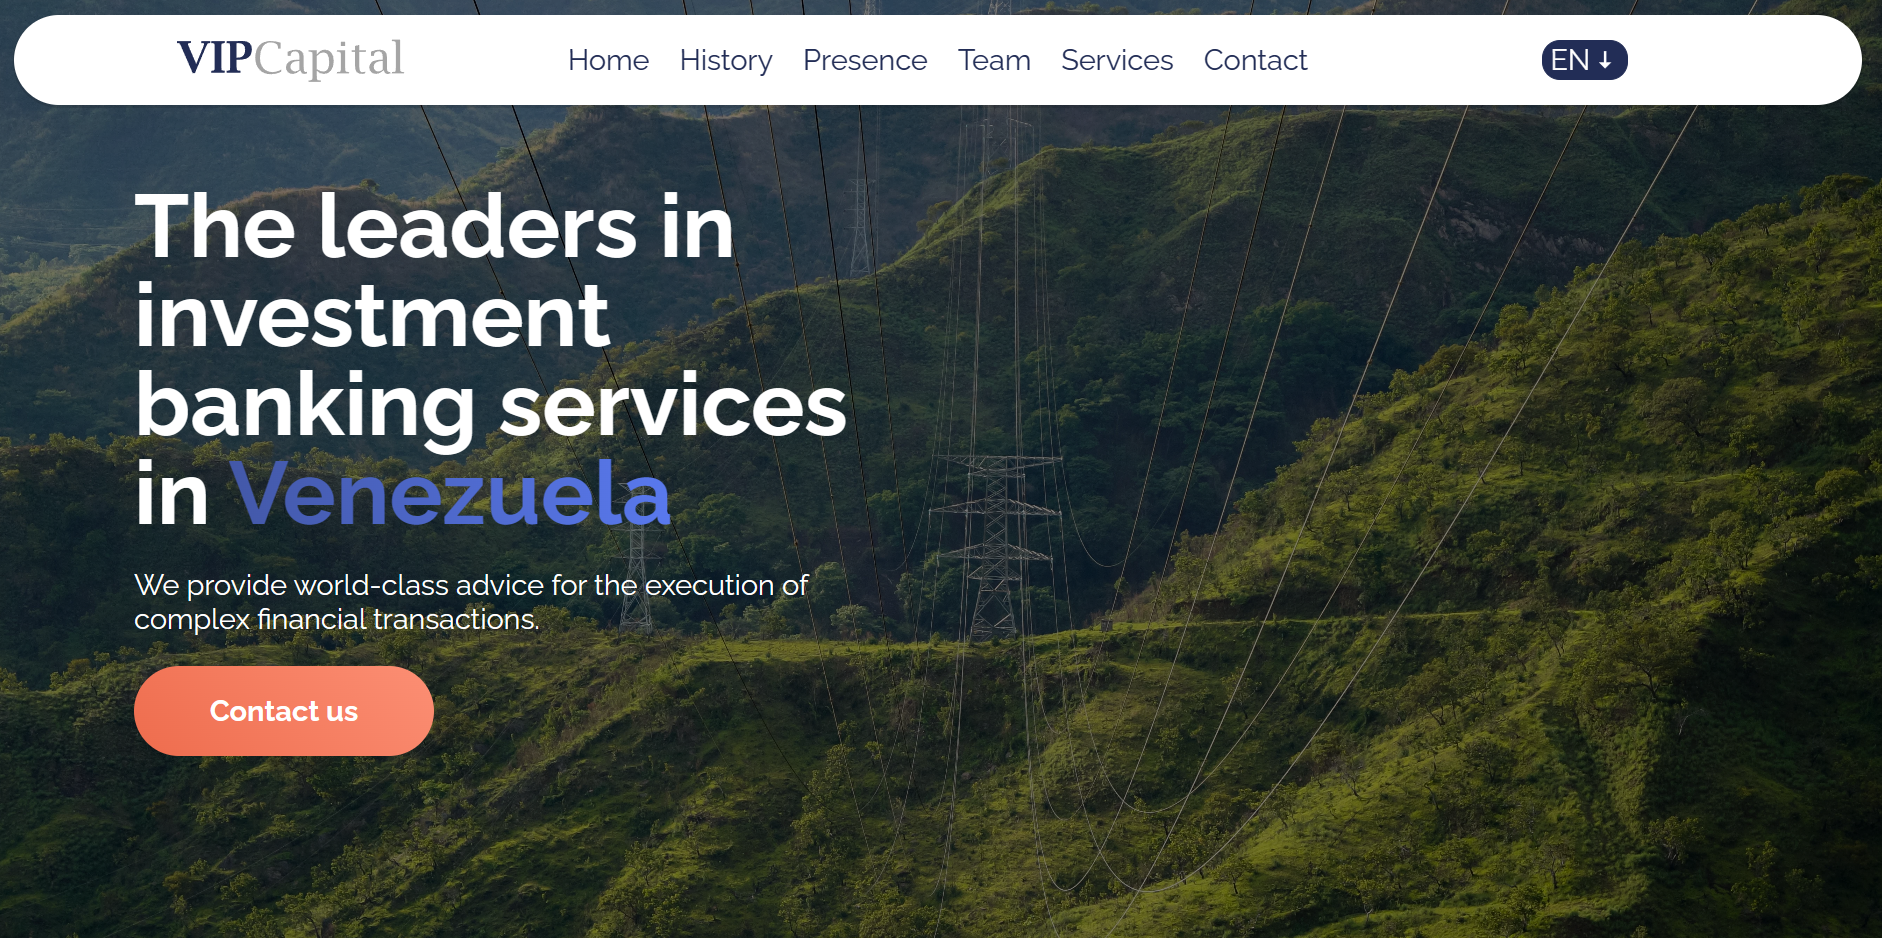 VIPCapital
Home History Presence Team Services Contact
EN
The leaders in
investment
banking services
in Venezuela
We provide world-class advice for the execution of
complex financial transactions.
Contact us